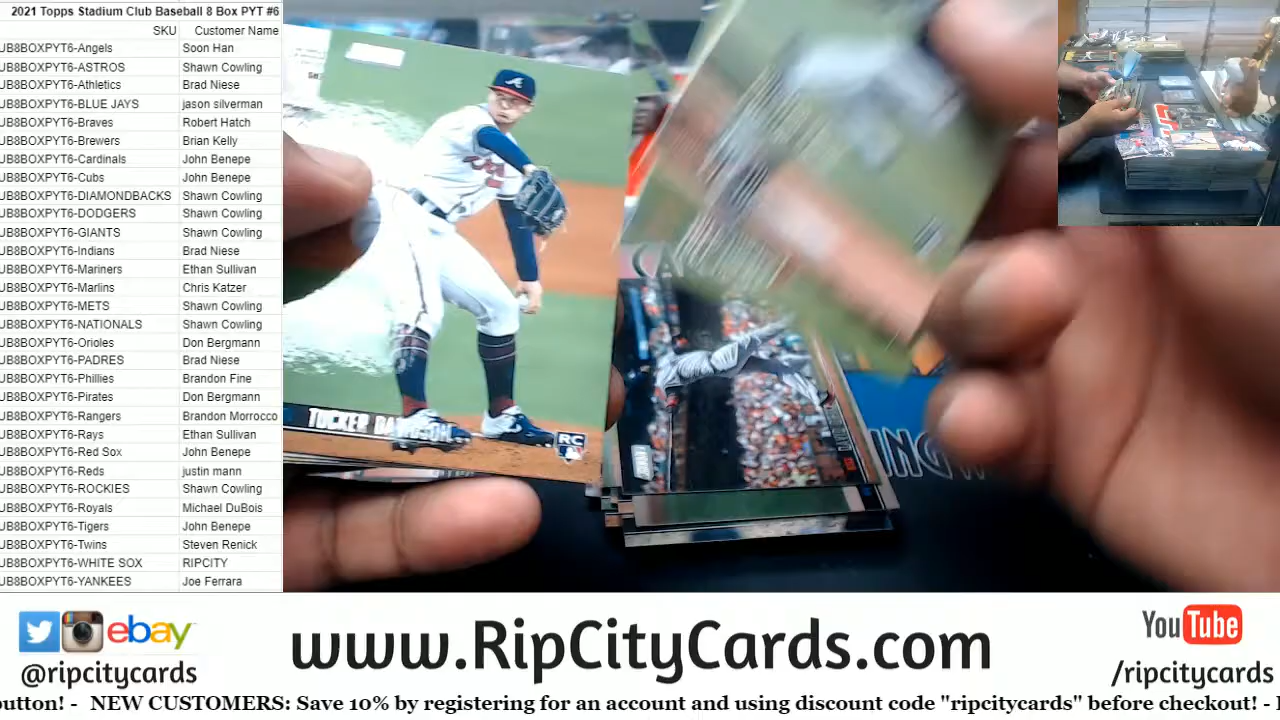 2021 Topps Stadium Club Baseball 8 Box PYT #6
SKU Customer Name
UB8BOXPYT6-Angels Soon Han
UB8BOXPYT6-ASTROS Shawn Cowling
UB8BOXPYT6-Athletics Brad Niese
UB8BOXPYT6-BLUE JAYS jason silverman
UB8BOXPYT6-Braves Robert Hatch
UB8BOXPYT6-Brewers Brian Kelly
UB8BOXPYT6-Cardinals John Benepe
UB8BOXPYT6-Cubs John Benepe
UB8BOXPYT6-DIAMONDBACKS Shawn Cowling
UB8BOXPYT6-DODGERS Shawn Cowling
UB8BOXPYT6-GIANTS Shawn Cowling
UB8BOXPYT6-Indians Brad Niese
UB8BOXPYT6-Mariners Ethan Sullivan
UB8BOXPYT6-Marlins Chris Katzer
UB8BOXPYT6-METS Shawn Cowling
UB8BOXPYT6-NATIONALS Shawn Cowling
UB8BOXPYT6-Orioles Don Bergmann
UB8BOXPYT6-PADRES Brad Niese
UB8BOXPYT6-Phillies Brandon Fine
UB8BOXPYT6-Pirates Don Bergmann
UB8BOXPYT6-Rangers Brandon Morrocco
UB8BOXPYT6-Rays Ethan Sullivan
UB8BOXPYT6-Red Sox John Benepe
UB8BOXPYT6-Reds justin mann
UB8BOXPYT6-ROCKIES Shawn Cowling
UB8BOXPYT6-Royals Michael DuBois
UB8BOXPYT6-Tigers John Benepe
UB8BOXPYT6-Twins Steven Renick
UB8BOXPYT6-WHITE SOX RIPCITY
UB8BOXPYT6-YANKEES Joe Ferrara
A
TUCKER DAVIDSON
RC
ebay
@ripcitycards
www.RipCityCards.com
YouTube
/ripcitycards
button! - NEW CUSTOMERS: Save 10% by registering for an account and using discount code "ripcitycards" before checkout! -